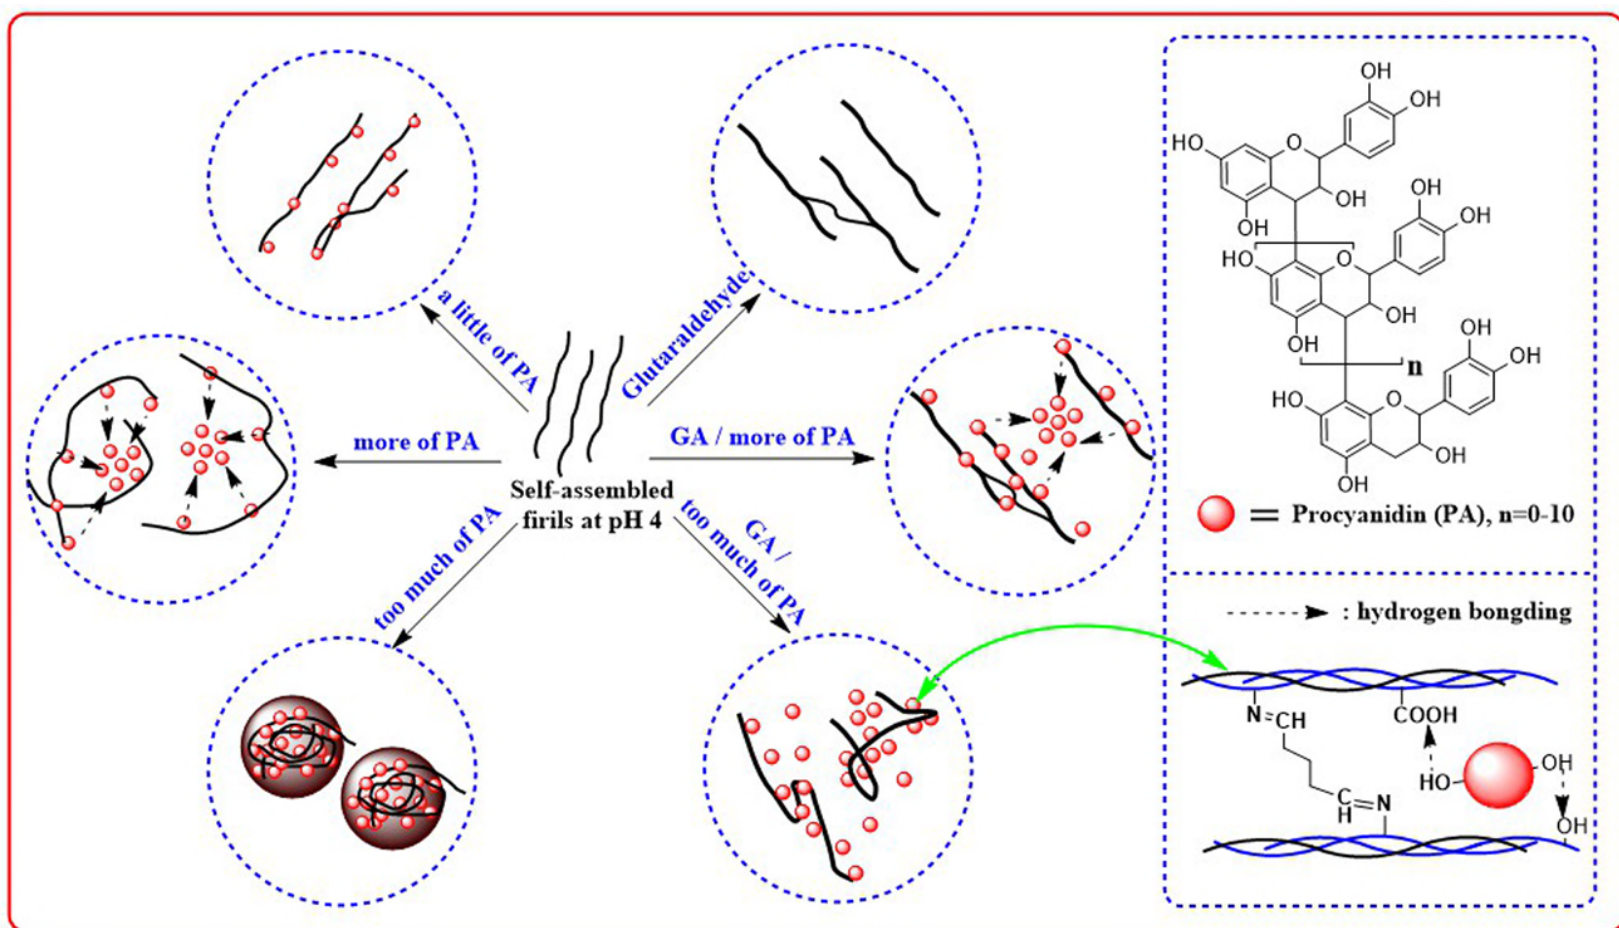 a little of PA
Glutaraldehyde
more of PA
GA / more of PA
Self-assembled
firils at pH 4
too much of PA
GA /
too much of PA
OH
OH
HO
O
OH
OH
OH
OH
HO
O
OH
OH
n
OH
OH
HO
O
OH
OH
= Procyanidin (PA), n=0-10
: hydrogen bongding
N=CH
COOH
HO
OH
C=N
H
OH